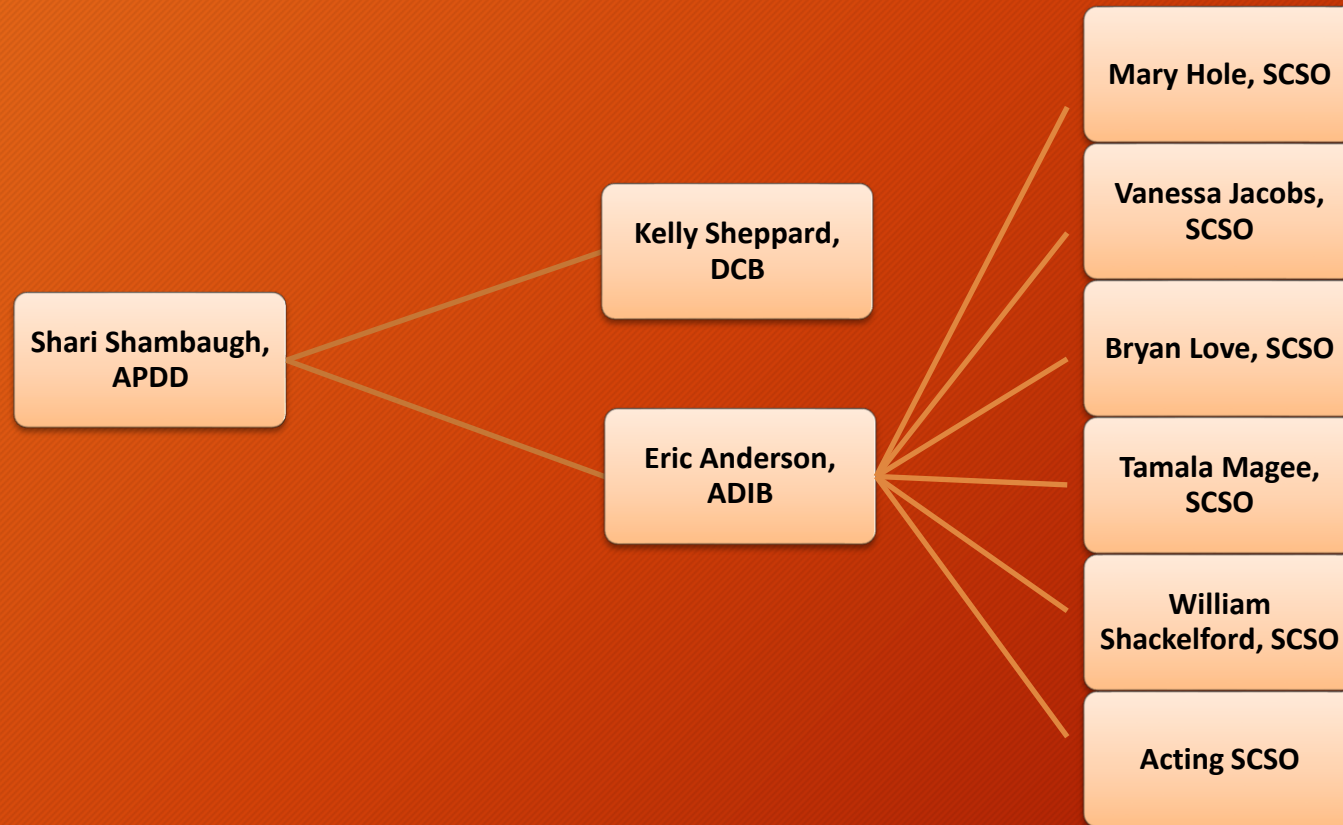 Mary Hole, SCSO
Vanessa Jacobs,
SCSO
Kelly Sheppard,
DCB
Shari Shambaugh,
APDD
Bryan Love, SCSO
Eric Anderson,
ADIB
Tamala Magee,
SCSO
William
Shackelford, SCSO
Acting SCSO